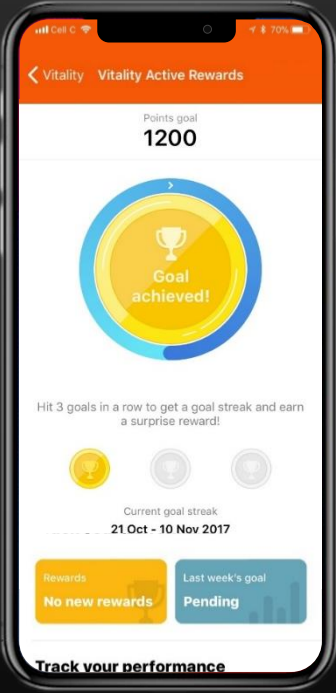 Cell C 70%
Vitality Vitality Active Rewards
Points goal
1200
Goal
achieved!
Hit 3 goals in a row to get a goal streak and earn
a surprise reward!
Current goal streak
21 Oct - 10 Nov 2017
Rewards
No new rewards
Last week's goal
Pending
Track your performance